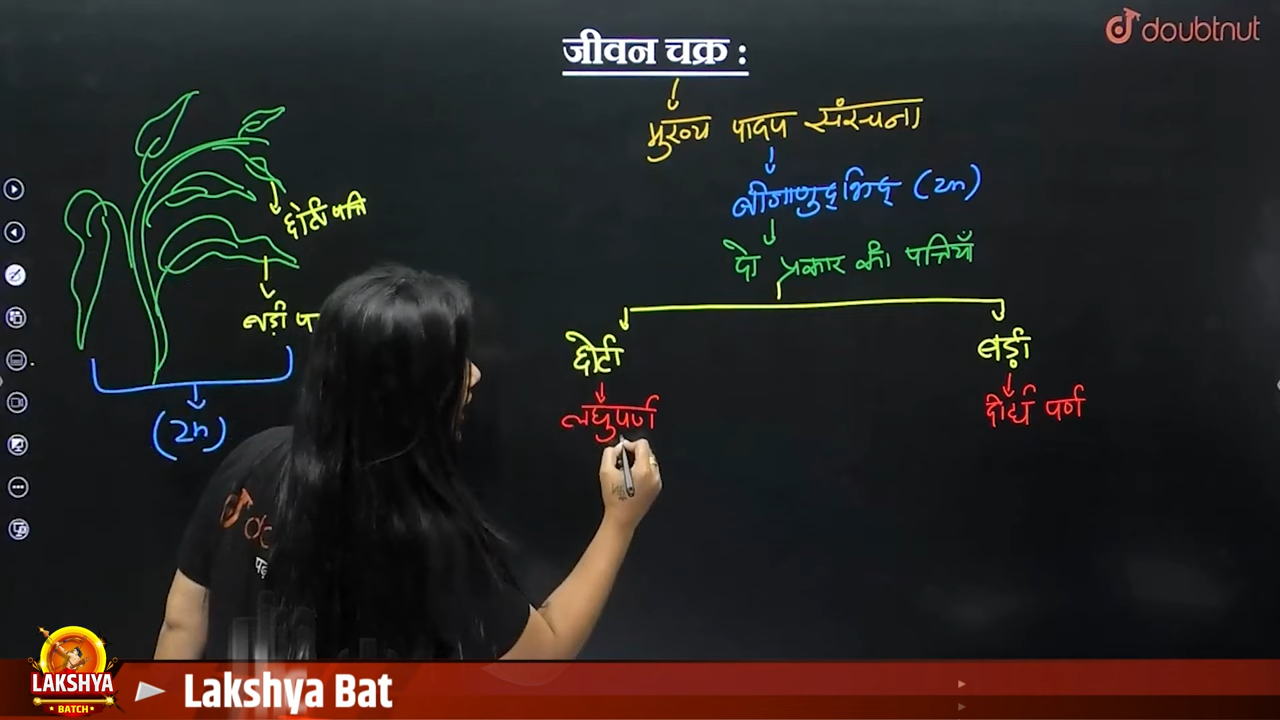 doubtnut
जीवन चक्र :
मुख्य पादप संरचना
बीजाणुद्भिद् (2n)
दो प्रकार की पत्तियाँ
छोटी पत्ति
बड़ी प
छोटी
बड़ी
लघुपर्ण
दीर्घ पर्ण
(2n)
LAKSHYA
BATCH
Lakshya Bat